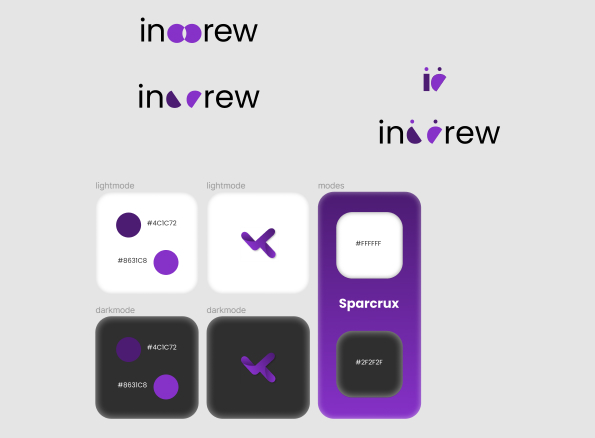 in rew
in rew
in rew
lightmode
lightmode
modes
#4C1C72
#8631C8
#FFFFFF
Sparcrux
darkmode
darkmode
#4C1C72
#8631C8
#2F2F2F